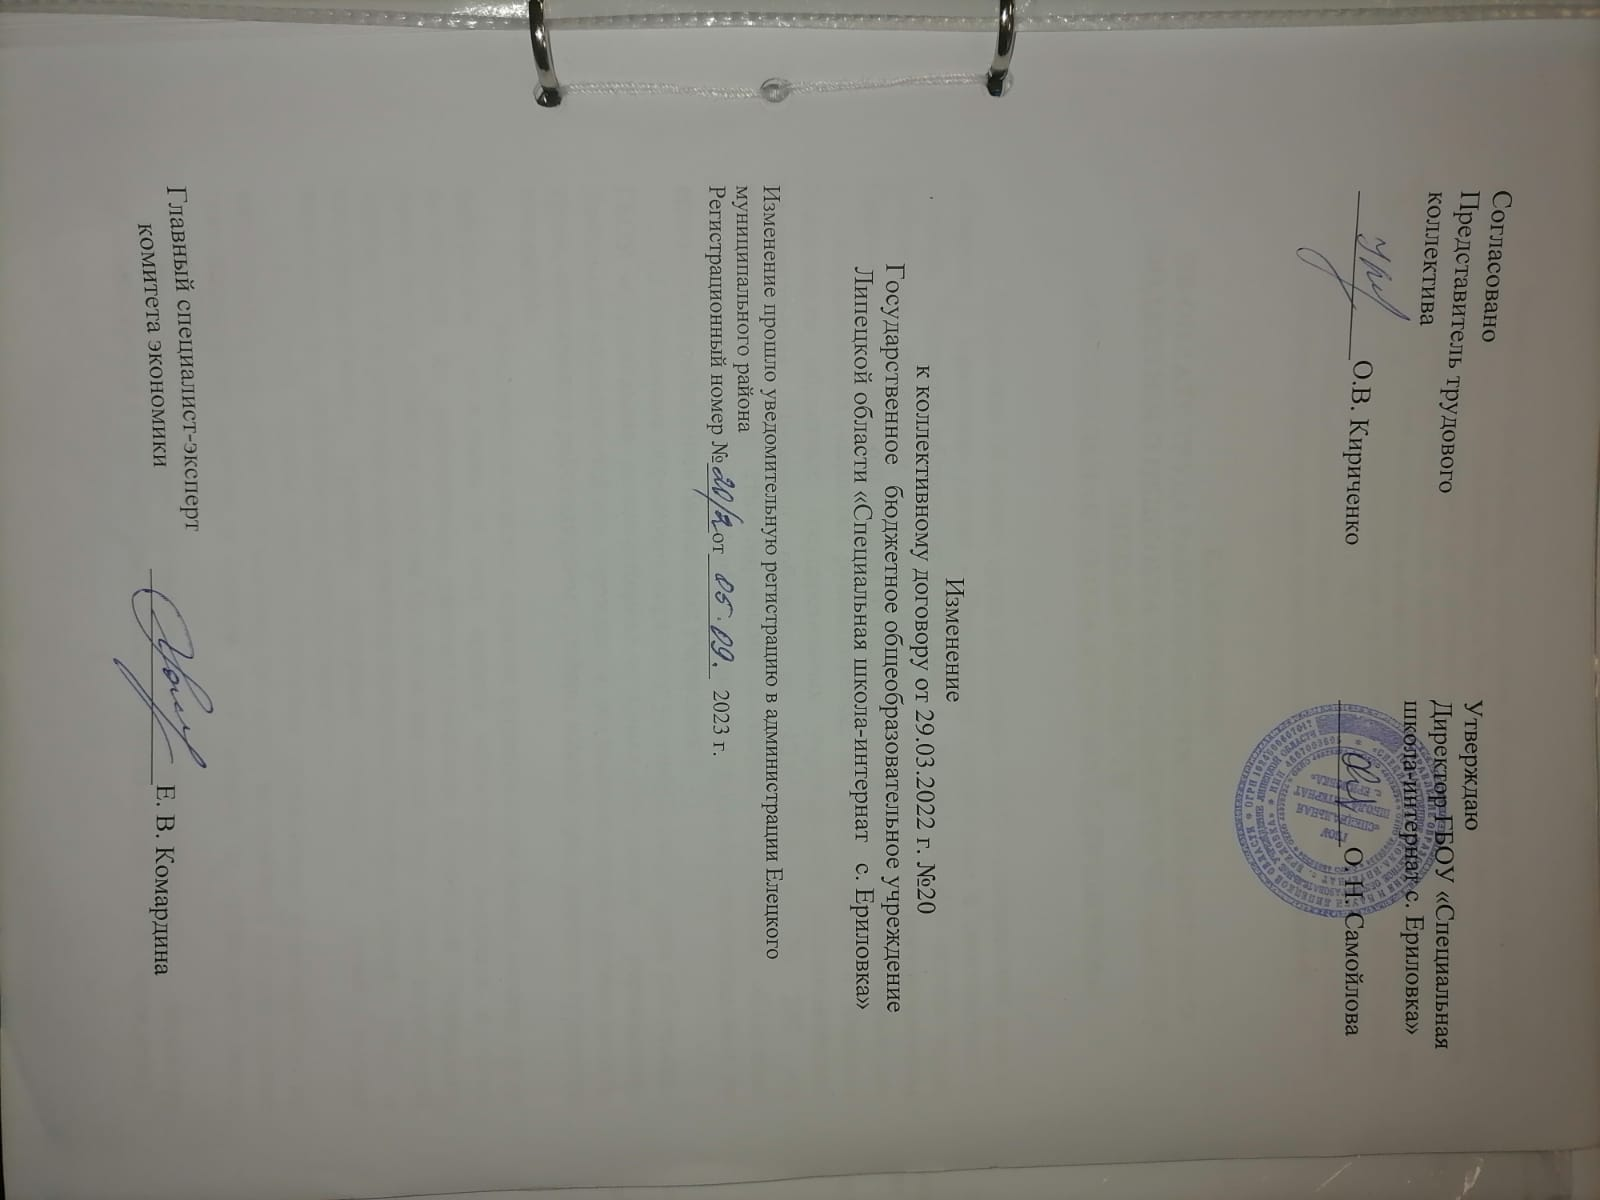 Согласовано
Представитель трудового
коллектива
О.В. Кириченко
Утверждаю
Директор ГБОУ «Специальная
школа-интернат с. Ериловка»
О. Н. Самойлова
Изменение
к коллективному договору от 29.03.2022 г. №20
Государственное бюджетное общеобразовательное учреждение
Липецкой области «Специальная школа-интернат с. Ериловка»
Изменение прошло уведомительную регистрацию в администрации Елецкого
муниципального района
Регистрационный номер № 20/2 от 05.09. 2023 г.
Главный специалист-эксперт
комитета экономики
Е. В. Комардина